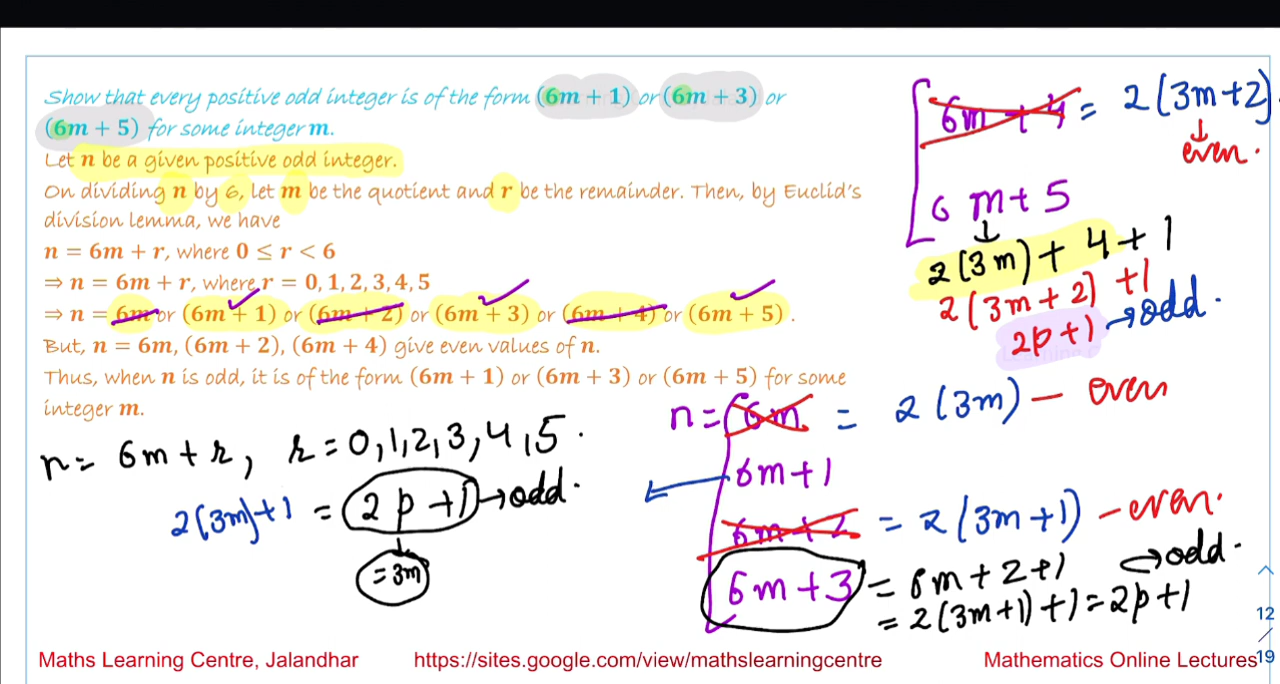 Show that every positive odd integer is of the form (6m + 1) or (6m + 3) or
(6m + 5) for some integer m.
Let n be a given positive odd integer.
On dividing n by 6, let m be the quotient and r be the remainder. Then, by Euclid's
division lemma, we have
n = 6m + r, where 0 ≤ r < 6
⇒ n = 6m + r, where r = 0, 1, 2, 3, 4, 5
⇒ n = 6m or (6m + 1) or (6m + 2) or (6m + 3) or (6m + 4) or (6m + 5) .
But, n = 6m, (6m + 2), (6m + 4) give even values of n.
Thus, when n is odd, it is of the form (6m + 1) or (6m + 3) or (6m + 5) for some
integer m.
n = 6m + r, r = 0,1,2,3,4,5.
2(3m)+1 = 2p+1 → odd.
= 3m
6m + 4 = 2(3m+2).
even.
6m+5
2(3m) + 4+1
2(3m+2)+1
2p+1 → odd.
n = 6m = 2(3m) — even
6m+1
6m+2 = 2(3m+1) – even.
6m+3 = 6m+2+1 → odd.
= 2(3m+1)+1 = 2p+1
12
/
19
Maths Learning Centre, Jalandhar https://sites.google.com/view/mathslearningcentre Mathematics Online Lectures